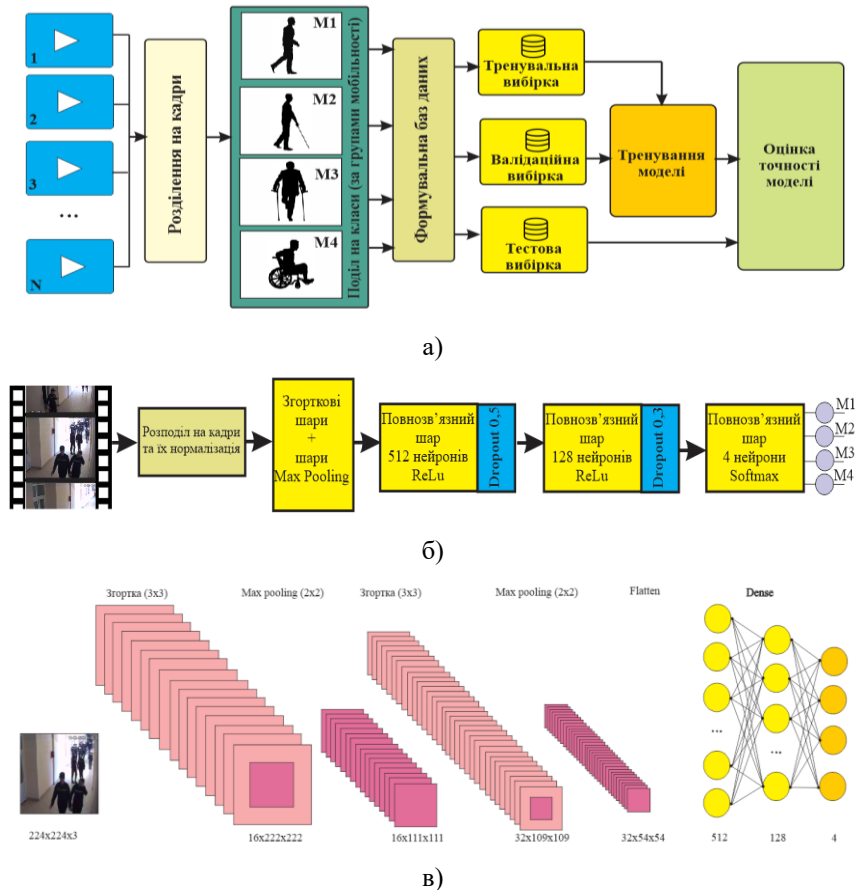 1
2
3
...
N
Розділення на кадри
M1
M2
M3
M4
Поділ на класи (за групами мобільності)
Формувальна баз даних
Тренувальна
вибірка
Валідаційна
вибірка
Тестова
вибірка
Тренування
моделі
Оцінка
точності
моделі
а)
Розподіл на кадри
та їх нормалізація
Згорткові
шари
+
шари
Max Pooling
Повнозв’язний
шар
512 нейронів
ReLu
Dropout 0,5
Повнозв’язний
шар
128 нейронів
ReLu
Dropout 0,3
Повнозв’язний
шар
4 нейрони
Softmax
M1
M2
M3
M4
б)
Згортка (3x3)
Max pooling (2x2)
Згортка (3x3)
Max pooling (2x2)
Flatten
Dense
...
...
224x224x3
16x222x222
16x111x111
32x109x109
32x54x54
512
128
4
в)